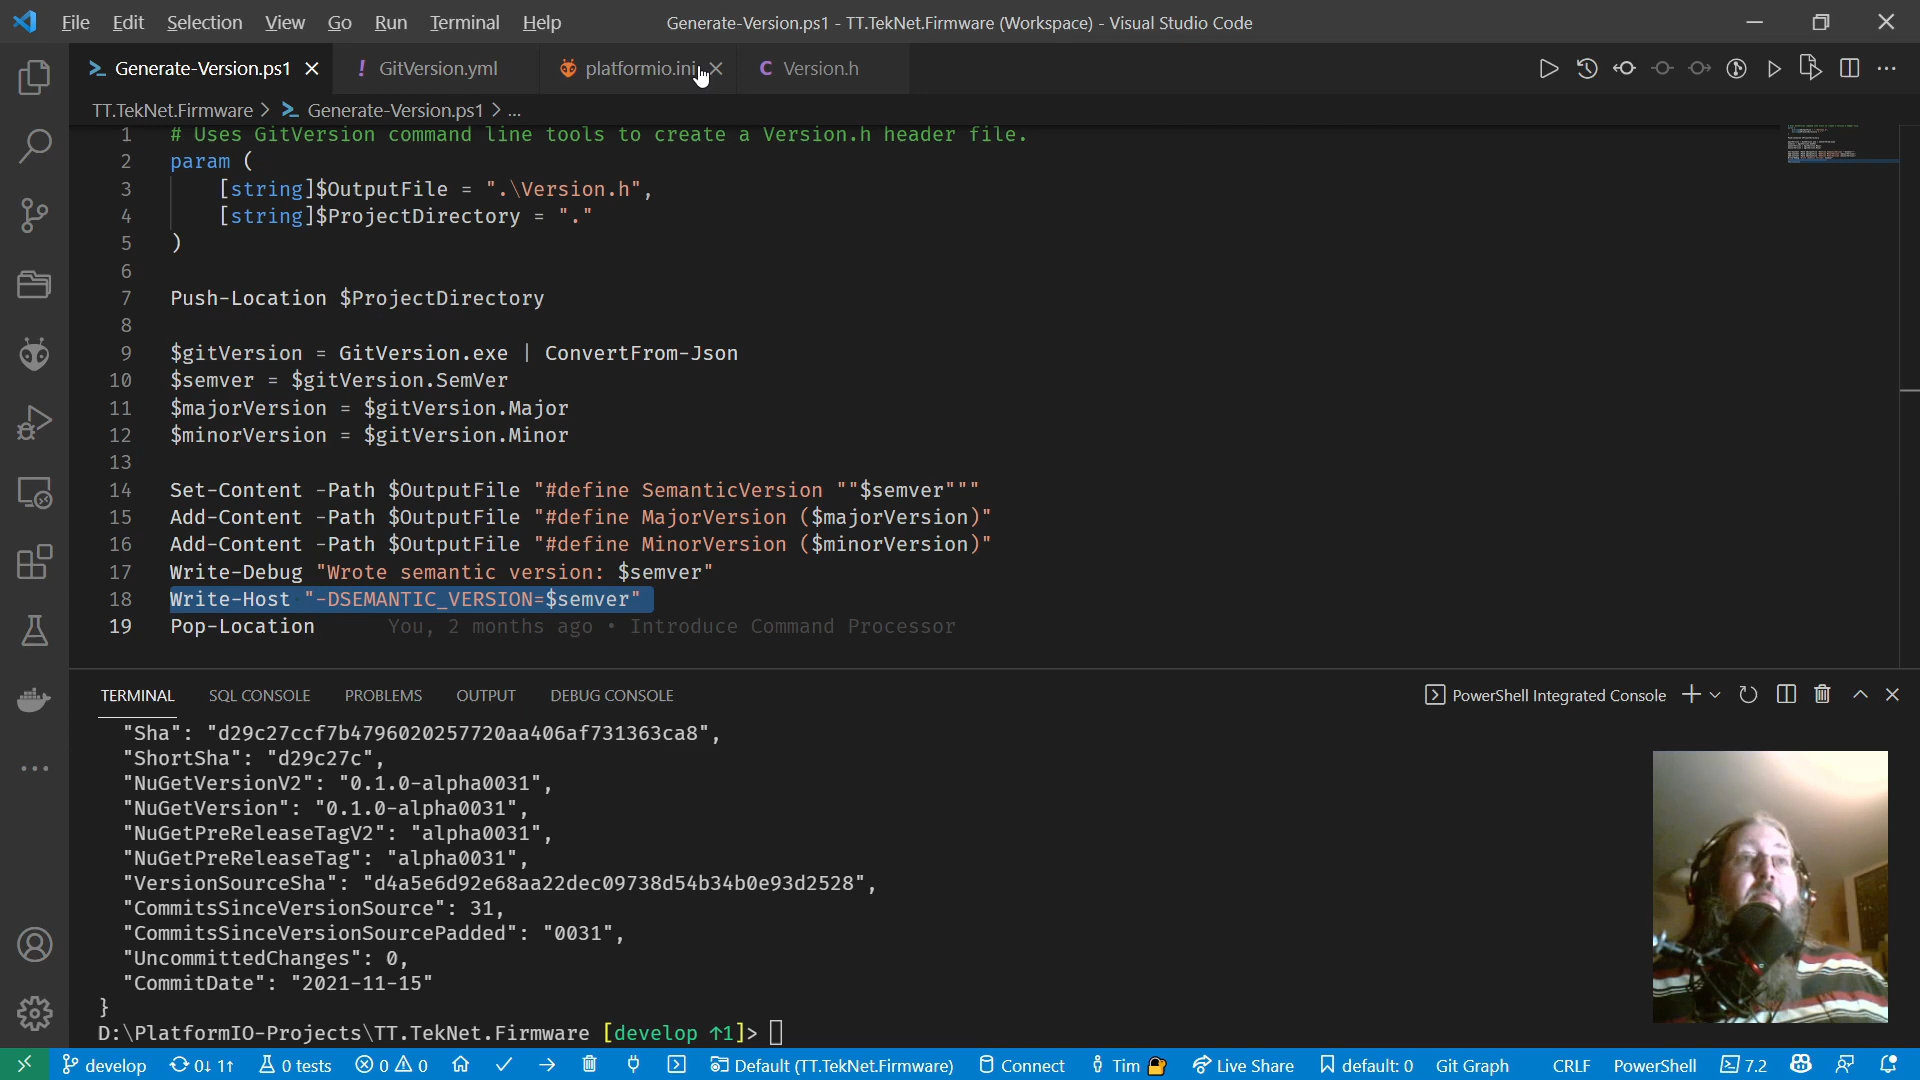 File Edit Selection View Go Run Terminal Help Generate-Version.ps1 - TT.TekNet.Firmware (Workspace) - Visual Studio Code
Generate-Version.ps1 ! GitVersion.yml platformio.ini C Version.h
TT.TekNet.Firmware > Generate-Version.ps1 > ...
1 # Uses GitVersion command line tools to create a Version.h header file.
2 param (
3 [string]$OutputFile = ".\Version.h",
4 [string]$ProjectDirectory = "."
5 )
6
7 Push-Location $ProjectDirectory
8
9 $gitVersion = GitVersion.exe | ConvertFrom-Json
10 $semver = $gitVersion.SemVer
11 $majorVersion = $gitVersion.Major
12 $minorVersion = $gitVersion.Minor
13
14 Set-Content -Path $OutputFile "#define SemanticVersion ""$semver"""
15 Add-Content -Path $OutputFile "#define MajorVersion ($majorVersion)"
16 Add-Content -Path $OutputFile "#define MinorVersion ($minorVersion)"
17 Write-Debug "Wrote semantic version: $semver"
18 Write-Host "-DSEMANTIC_VERSION=$semver"
19 Pop-Location You, 2 months ago • Introduce Command Processor
TERMINAL SQL CONSOLE PROBLEMS OUTPUT DEBUG CONSOLE PowerShell Integrated Console
"Sha": "d29c27ccf7b4796020257720aa406af731363ca8",
"ShortSha": "d29c27c",
"NuGetVersionV2": "0.1.0-alpha0031",
"NuGetVersion": "0.1.0-alpha0031",
"NuGetPreReleaseTagV2": "alpha0031",
"NuGetPreReleaseTag": "alpha0031",
"VersionSourceSha": "d4a5e6d92e68aa22dec09738d54b34b0e93d2528",
"CommitsSinceVersionSource": 31,
"CommitsSinceVersionSourcePadded": "0031",
"UncommittedChanges": 0,
"CommitDate": "2021-11-15"
}
D:\PlatformIO-Projects\TT.TekNet.Firmware [develop ↑1]>
develop 0↓ 1↑ 0 tests 0 0 Default (TT.TekNet.Firmware) Connect Tim Live Share default: 0 Git Graph CRLF PowerShell 7.2